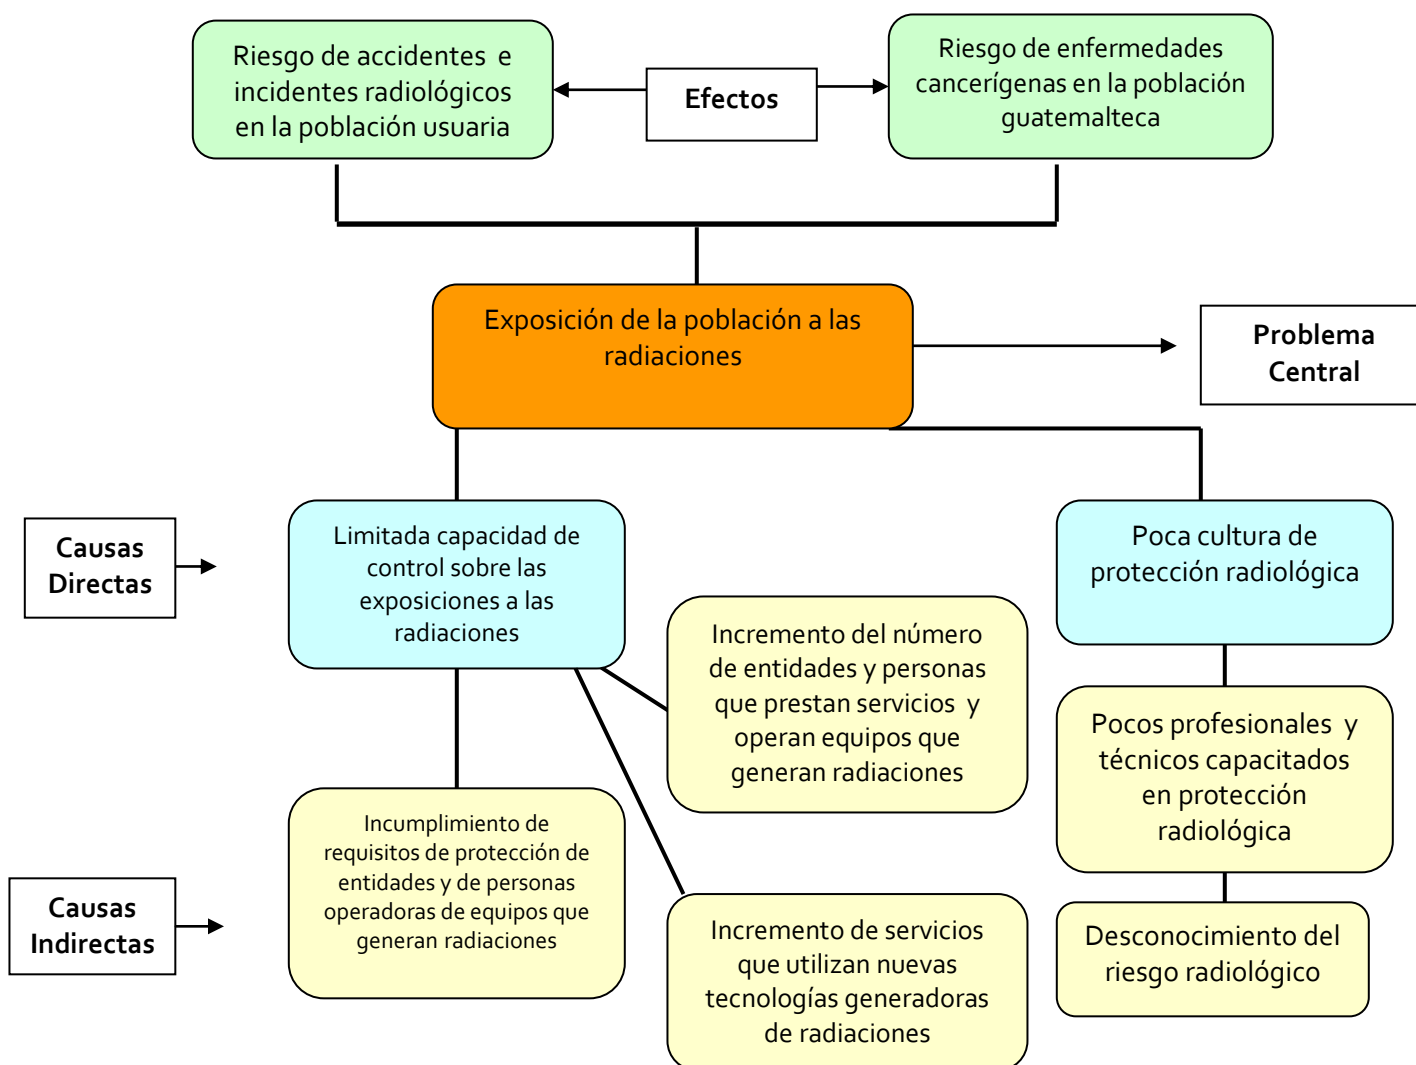 Riesgo de accidentes e
incidentes radiológicos
en la población usuaria
Efectos
Riesgo de enfermedades
cancerígenas en la población
guatemalteca
Exposición de la población a las
radiaciones
Problema
Central
Causas
Directas
Limitada capacidad de
control sobre las
exposiciones a las
radiaciones
Poca cultura de
protección radiológica
Incremento del número
de entidades y personas
que prestan servicios y
operan equipos que
generan radiaciones
Pocos profesionales y
técnicos capacitados
en protección
radiológica
Causas
Indirectas
Incumplimiento de
requisitos de protección de
entidades y de personas
operadoras de equipos que
generan radiaciones
Incremento de servicios
que utilizan nuevas
tecnologías generadoras
de radiaciones
Desconocimiento del
riesgo radiológico